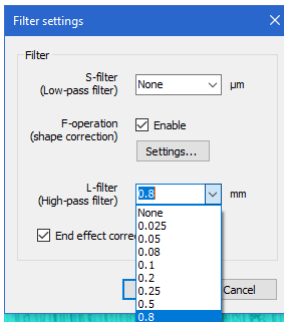 Filter settings
Filter
S-filter
(Low-pass filter)
None
µm
F-operation
(shape correction)
Enable
Settings...
L-filter
(High-pass filter)
0.8
mm
None
0.025
0.05
0.08
0.1
0.2
0.25
0.5
0.8
End effect corre
Cancel